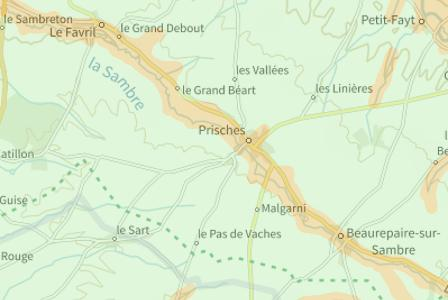 le Sambreton
Petit-Fayt
le Grand Debout
Le Favril
la Sambre
les Vallées
le Grand Béart
les Linières
Prisches
atillon
Be
Guise
Malgarni
le Sart
le Pas de Vaches
Beaurepaire-sur-
Sambre
Rouge